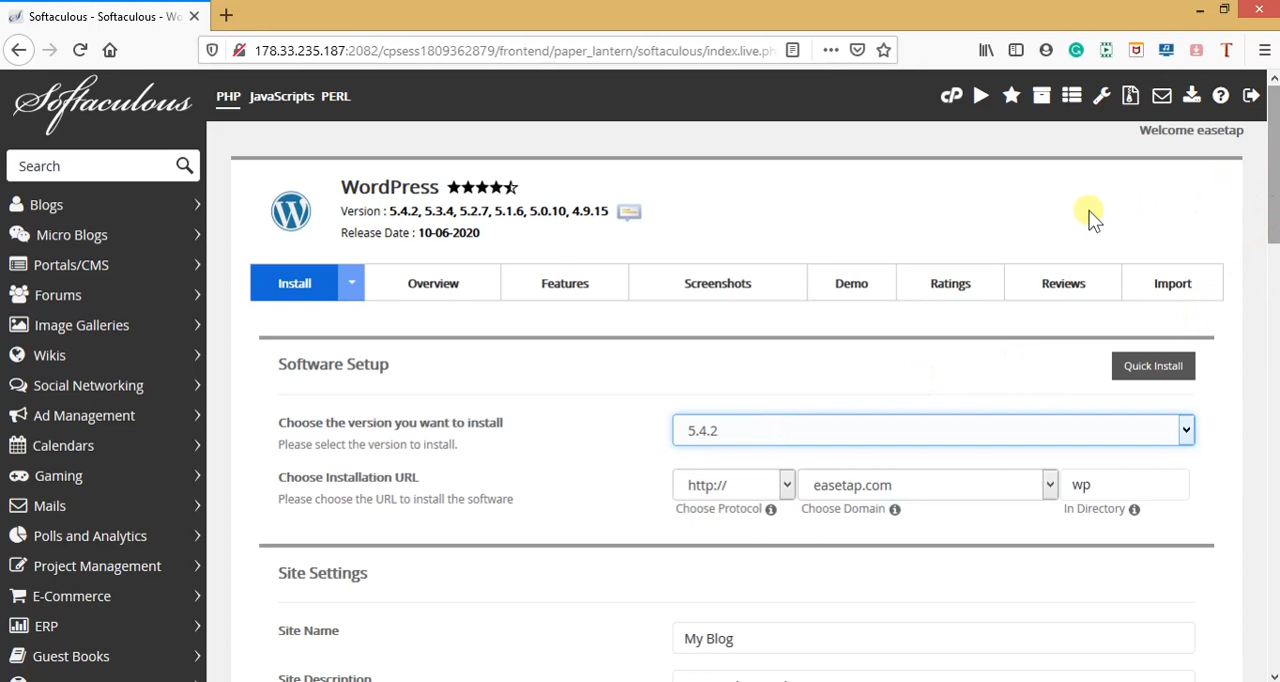 Softaculous - Softaculous - Wo
178.33.235.187:2082/cpsess1809362879/frontend/paper_lantern/softaculous/index.live.ph
Softaculous
PHP JavaScripts PERL
cP
Welcome easetap
Search
Blogs
Micro Blogs
Portals/CMS
Forums
Image Galleries
Wikis
Social Networking
Ad Management
Calendars
Gaming
Mails
Polls and Analytics
Project Management
E-Commerce
ERP
Guest Books
WordPress
Version : 5.4.2, 5.3.4, 5.2.7, 5.1.6, 5.0.10, 4.9.15
Release Date : 10-06-2020
Install Overview Features Screenshots Demo Ratings Reviews Import
Software Setup
Quick Install
Choose the version you want to install
Please select the version to install.
5.4.2
Choose Installation URL
Please choose the URL to install the software
http:// easetap.com wp
Choose Protocol Choose Domain In Directory
Site Settings
Site Name
My Blog
Site Description